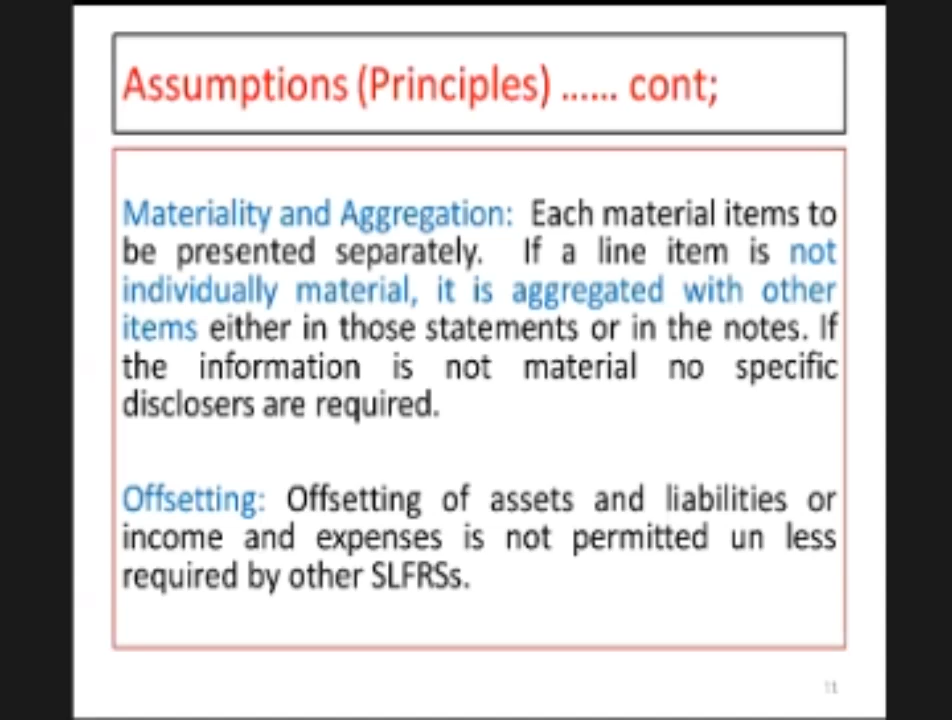 Assumptions (Principles) ...... cont;
Materiality and Aggregation: Each material items to
be presented separately. If a line item is not
individually material, it is aggregated with other
items either in those statements or in the notes. If
the information is not material no specific
disclosers are required.
Offsetting: Offsetting of assets and liabilities or
income and expenses is not permitted un less
required by other SLFRSs.
11